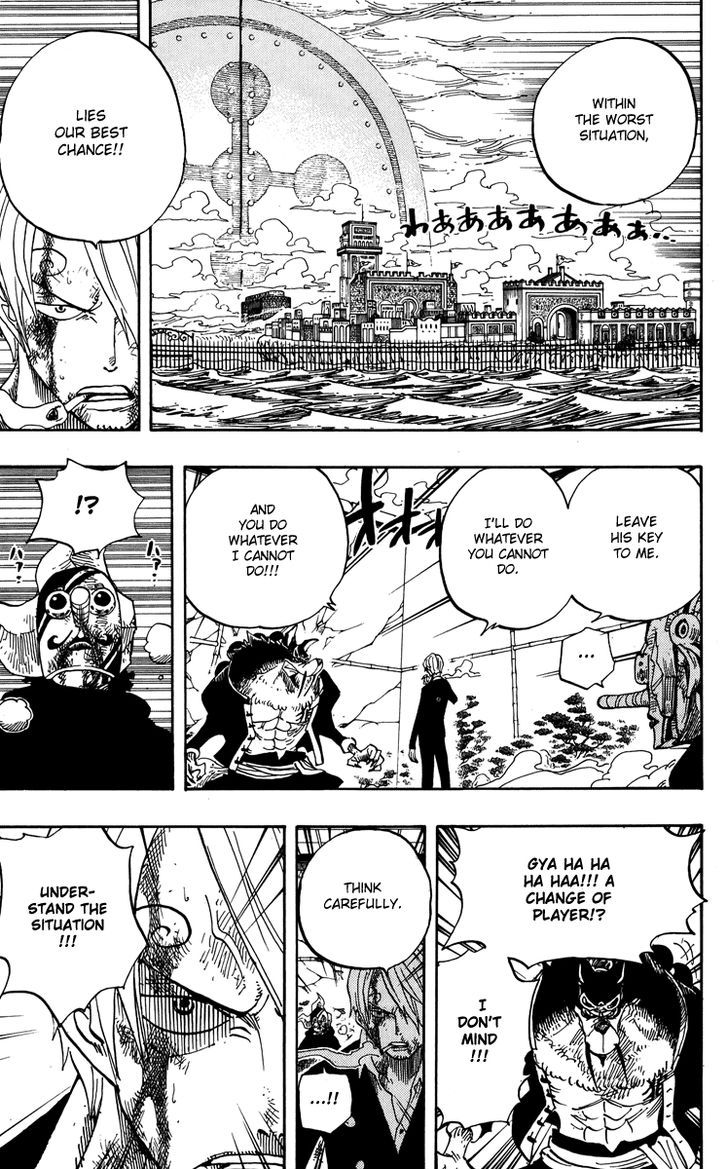 WITHIN
THE WORST
SITUATION,
わぁぁぁぁぁぁぁ...
LIES
OUR BEST
CHANCE!!
LEAVE
HIS KEY
TO ME.
I'LL DO
WHATEVER
YOU CANNOT
DO.
...
AND
YOU DO
WHATEVER
I CANNOT
DO!!!
!?
GYA HA HA
HA HAA!!! A
CHANGE OF
PLAYER!?
I
DON'T
MIND
!!!
THINK
CAREFULLY.
...!!
UNDER-
STAND THE
SITUATION
!!!